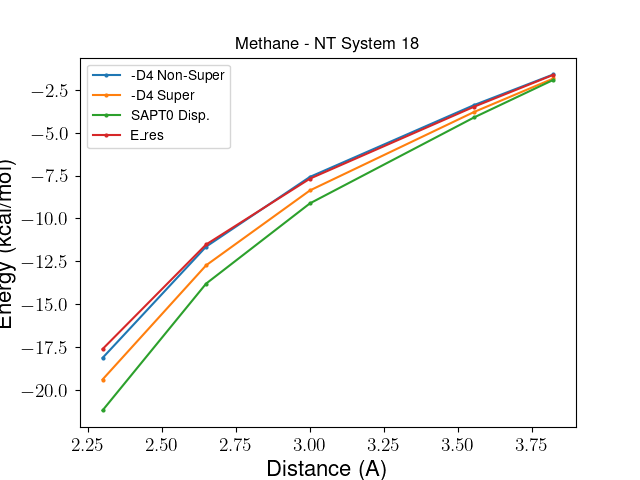 Methane - NT System 18
-D4 Non-Super
-D4 Super
SAPT0 Disp.
E_res
−2.5
−5.0
−7.5
−10.0
−12.5
−15.0
−17.5
−20.0
Energy (kcal/mol)
2.25 2.50 2.75 3.00 3.25 3.50 3.75
Distance (A)